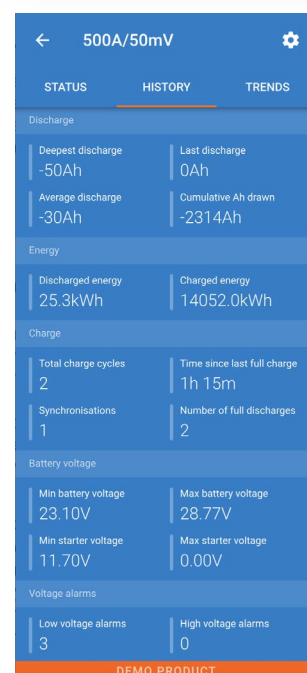 500A/50mV
STATUS HISTORY TRENDS
Discharge
Deepest discharge Last discharge
-50Ah 0Ah
Average discharge Cumulative Ah drawn
-30Ah -2314Ah
Energy
Discharged energy Charged energy
25.3kWh 14052.0kWh
Charge
Total charge cycles Time since last full charge
2 1h 15m
Synchronisations Number of full discharges
1 2
Battery voltage
Min battery voltage Max battery voltage
23.10V 28.77V
Min starter voltage Max starter voltage
11.70V 0.00V
Voltage alarms
Low voltage alarms High voltage alarms
3 0
DEMO PRODUCT